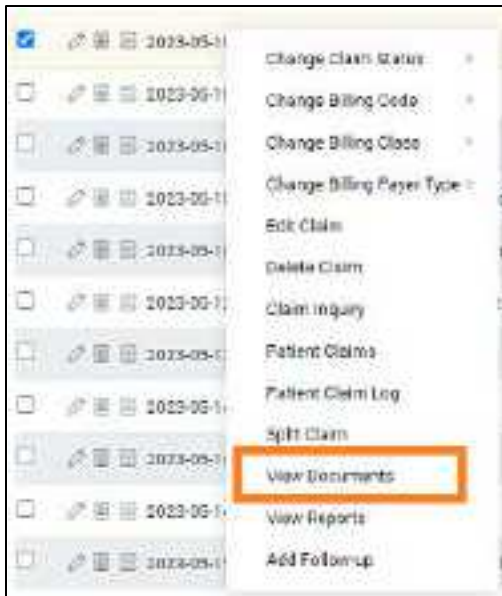 2023-05-1
Change Claim Status
2023-05-1
Change Billing Code
2023-05-1
Change Billing Class
2023-05-1
Change Billing Payer Type
Edit Claim
2023-05-1
Delete Claim
2023-05-1
Claim Inquiry
2023-05-1
Patient Claims
2023-05-1
Patient Claim Log
Split Claim
2023-05-1
View Documents
2023-05-1
View Reports
2023-05-1
Add Follow-up